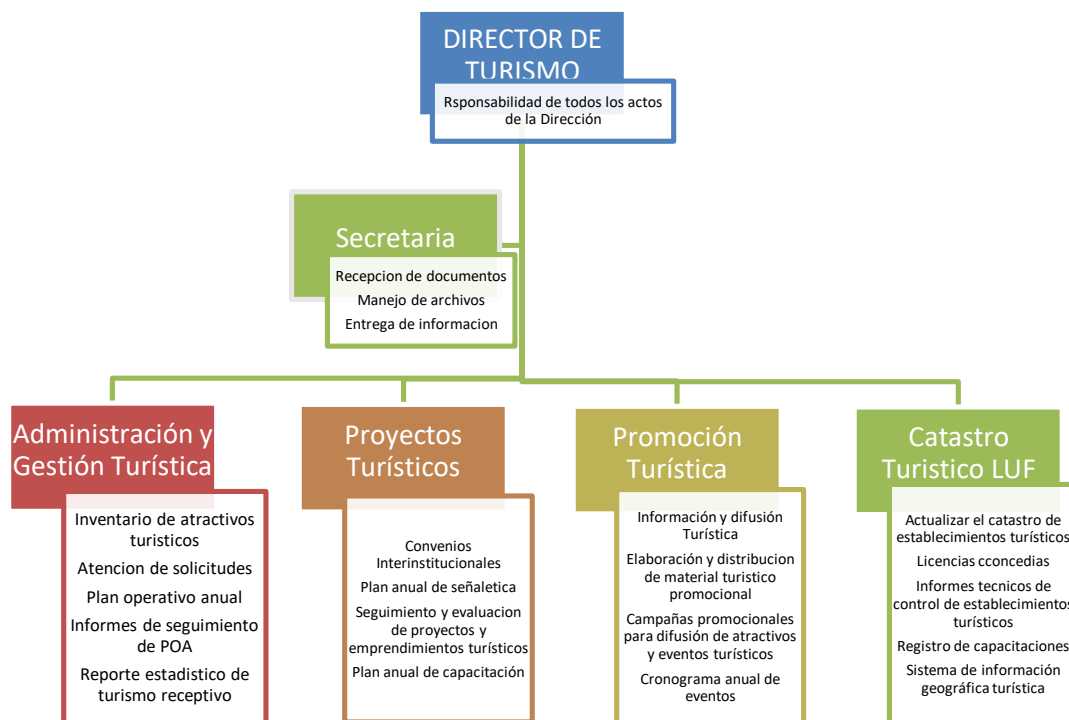 DIRECTOR DE
TURISMO
Rsponsabilidad de todos los actos
de la Dirección
Secretaria
Recepcion de documentos
Manejo de archivos
Entrega de informacion
Administración y
Gestión Turística
Inventario de atractivos
turisticos
Atencion de solicitudes
Plan operativo anual
Informes de seguimiento
de POA
Reporte estadistico de
turismo receptivo
Proyectos
Turísticos
Convenios
Interinstitucionales
Plan anual de señaletica
Seguimiento y evaluacion
de proyectos y
emprendimientos turísticos
Plan anual de capacitación
Promoción
Turística
Información y difusión
Turística
Elaboración y distribucion
de material turistico
promocional
Campañas promocionales
para difusión de atractivos
y eventos turísticos
Cronograma anual de
eventos
Catastro
Turistico LUF
Actualizar el catastro de
establecimientos turísticos
Licencias cconcedias
Informes tecnicos de
control de establecimientos
turísticos
Registro de capacitaciones
Sistema de información
geográfica turística